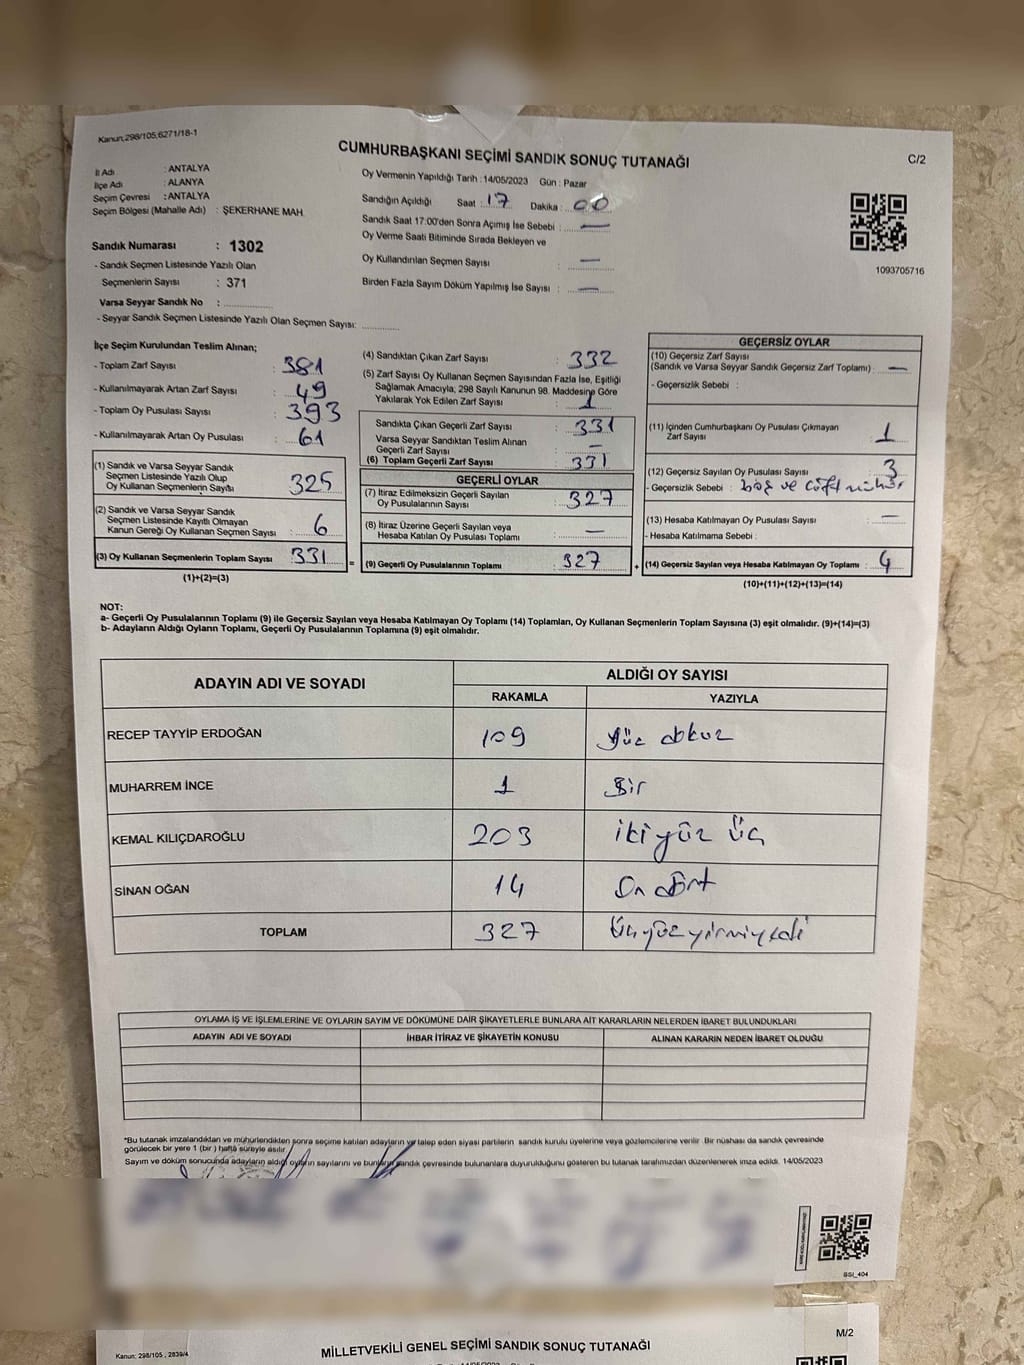 Kanun;298/105,6271/18-1
CUMHURBAŞKANI SEÇİMİ SANDIK SONUÇ TUTANAĞI
C/2
İl Adı : ANTALYA
İlçe Adı : ALANYA
Seçim Çevresi : ANTALYA
Seçim Bölgesi (Mahalle Adı) : ŞEKERHANE MAH.
Sandık Numarası : 1302
- Sandık Seçmen Listesinde Yazılı Olan
Seçmenlerin Sayısı : 371
Varsa Seyyar Sandık No :
- Seyyar Sandık Seçmen Listesinde Yazılı Olan Seçmen Sayısı:
Oy Vermenin Yapıldığı Tarih : 14/05/2023 Gün : Pazar
Sandığın Açıldığı Saat : 17 Dakika : 00
Sandık Saat 17:00'den Sonra Açımış İse Sebebi : —
Oy Verme Saati Bitiminde Sırada Bekleyen ve
Oy Kullandırılan Seçmen Sayısı : —
Birden Fazla Sayım Döküm Yapılmış İse Sayısı : —
1093705716
İlçe Seçim Kurulundan Teslim Alınan;
- Toplam Zarf Sayısı : 381
- Kullanılmayarak Artan Zarf Sayısı : 49
- Toplam Oy Pusulası Sayısı : 393
- Kullanılmayarak Artan Oy Pusulası : 61
(1) Sandık ve Varsa Seyyar Sandık
Seçmen Listesinde Yazılı Olup
Oy Kullanan Seçmenlerin Sayısı : 325
(2) Sandık ve Varsa Seyyar Sandık
Seçmen Listesinde Kayıtlı Olmayan
Kanun Gereği Oy Kullanan Seçmen Sayısı : 6
(3) Oy Kullanan Seçmenlerin Toplam Sayısı : 331 =
(1)+(2)=(3)
(4) Sandıktan Çıkan Zarf Sayısı : 332
(5) Zarf Sayısı Oy Kullanan Seçmen Sayısından Fazla İse, Eşitliği
Sağlamak Amacıyla, 298 Sayılı Kanunun 98. Maddesine Göre
Yakılarak Yok Edilen Zarf Sayısı : 1
Sandıkta Çıkan Geçerli Zarf Sayısı : 331
Varsa Seyyar Sandıktan Teslim Alınan
Geçerli Zarf Sayısı : —
(6) Toplam Geçerli Zarf Sayısı : 331
GEÇERLİ OYLAR
(7) İtiraz Edilmeksizin Geçerli Sayılan
Oy Pusulalarının Sayısı : 327
(8) İtiraz Üzerine Geçerli Sayılan veya
Hesaba Katılan Oy Pusulası Toplamı : —
(9) Geçerli Oy Pusulalarının Toplamı : 327 +
GEÇERSİZ OYLAR
(10) Geçersiz Zarf Sayısı
(Sandık ve Varsa Seyyar Sandık Geçersiz Zarf Toplamı) : —
- Geçersizlik Sebebi :
(11) İçinden Cumhurbaşkanı Oy Pusulası Çıkmayan
Zarf Sayısı : 1
(12) Geçersiz Sayılan Oy Pusulası Sayısı : 3
- Geçersizlik Sebebi : boş ve çift mühür
(13) Hesaba Katılmayan Oy Pusulası Sayısı : —
- Hesaba Katılmama Sebebi :
(14) Geçersiz Sayılan veya Hesaba Katılmayan Oy Toplamı : 4
(10)+(11)+(12)+(13)=(14)
NOT:
a- Geçerli Oy Pusulalarının Toplamı (9) ile Geçersiz Sayılan veya Hesaba Katılmayan Oy Toplamı (14) Toplamları, Oy Kullanan Seçmenlerin Toplam Sayısına (3) eşit olmalıdır. (9)+(14)=(3)
b- Adayların Aldığı Oyların Toplamı, Geçerli Oy Pusulalarının Toplamına (9) eşit olmalıdır.
ADAYIN ADI VE SOYADI
ALDIĞI OY SAYISI
RAKAMLA YAZIYLA
RECEP TAYYİP ERDOĞAN 109 Yüz dokuz
MUHARREM İNCE 1 Bir
KEMAL KILIÇDAROĞLU 203 iki yüz üç
SİNAN OĞAN 14 On dört
TOPLAM 327 Üçyüzyirmiyedi
OYLAMA İŞ VE İŞLEMLERİNE VE OYLARIN SAYIM VE DÖKÜMÜNE DAİR ŞİKAYETLERLE BUNLARA AİT KARARLARIN NELERDEN İBARET BULUNDUKLARI
ADAYIN ADI VE SOYADI İHBAR İTİRAZ VE ŞİKAYETİN KONUSU ALINAN KARARIN NEDEN İBARET OLDUĞU
*Bu tutanak imzalandıktan ve mühürlendikten sonra seçime katılan adayların ve talep eden siyasi partilerin sandık kurulu üyelerine veya gözlemcilerine verilir. Bir nüshası da sandık çevresinde
görülecek bir yere 1 (bir) hafta süreyle asılır.
Sayım ve döküm sonucunda adayların aldığı oyların sayılarını ve bunların sandık çevresinde bulunanlara duyurulduğunu gösteren bu tutanak tarafımızdan düzenlenerek imza edildi. 14/05/2023
SSI_404
M/2
Kanun: 298/105 , 2839/4
MİLLETVEKİLİ GENEL SEÇİMİ SANDIK SONUÇ TUTANAĞI